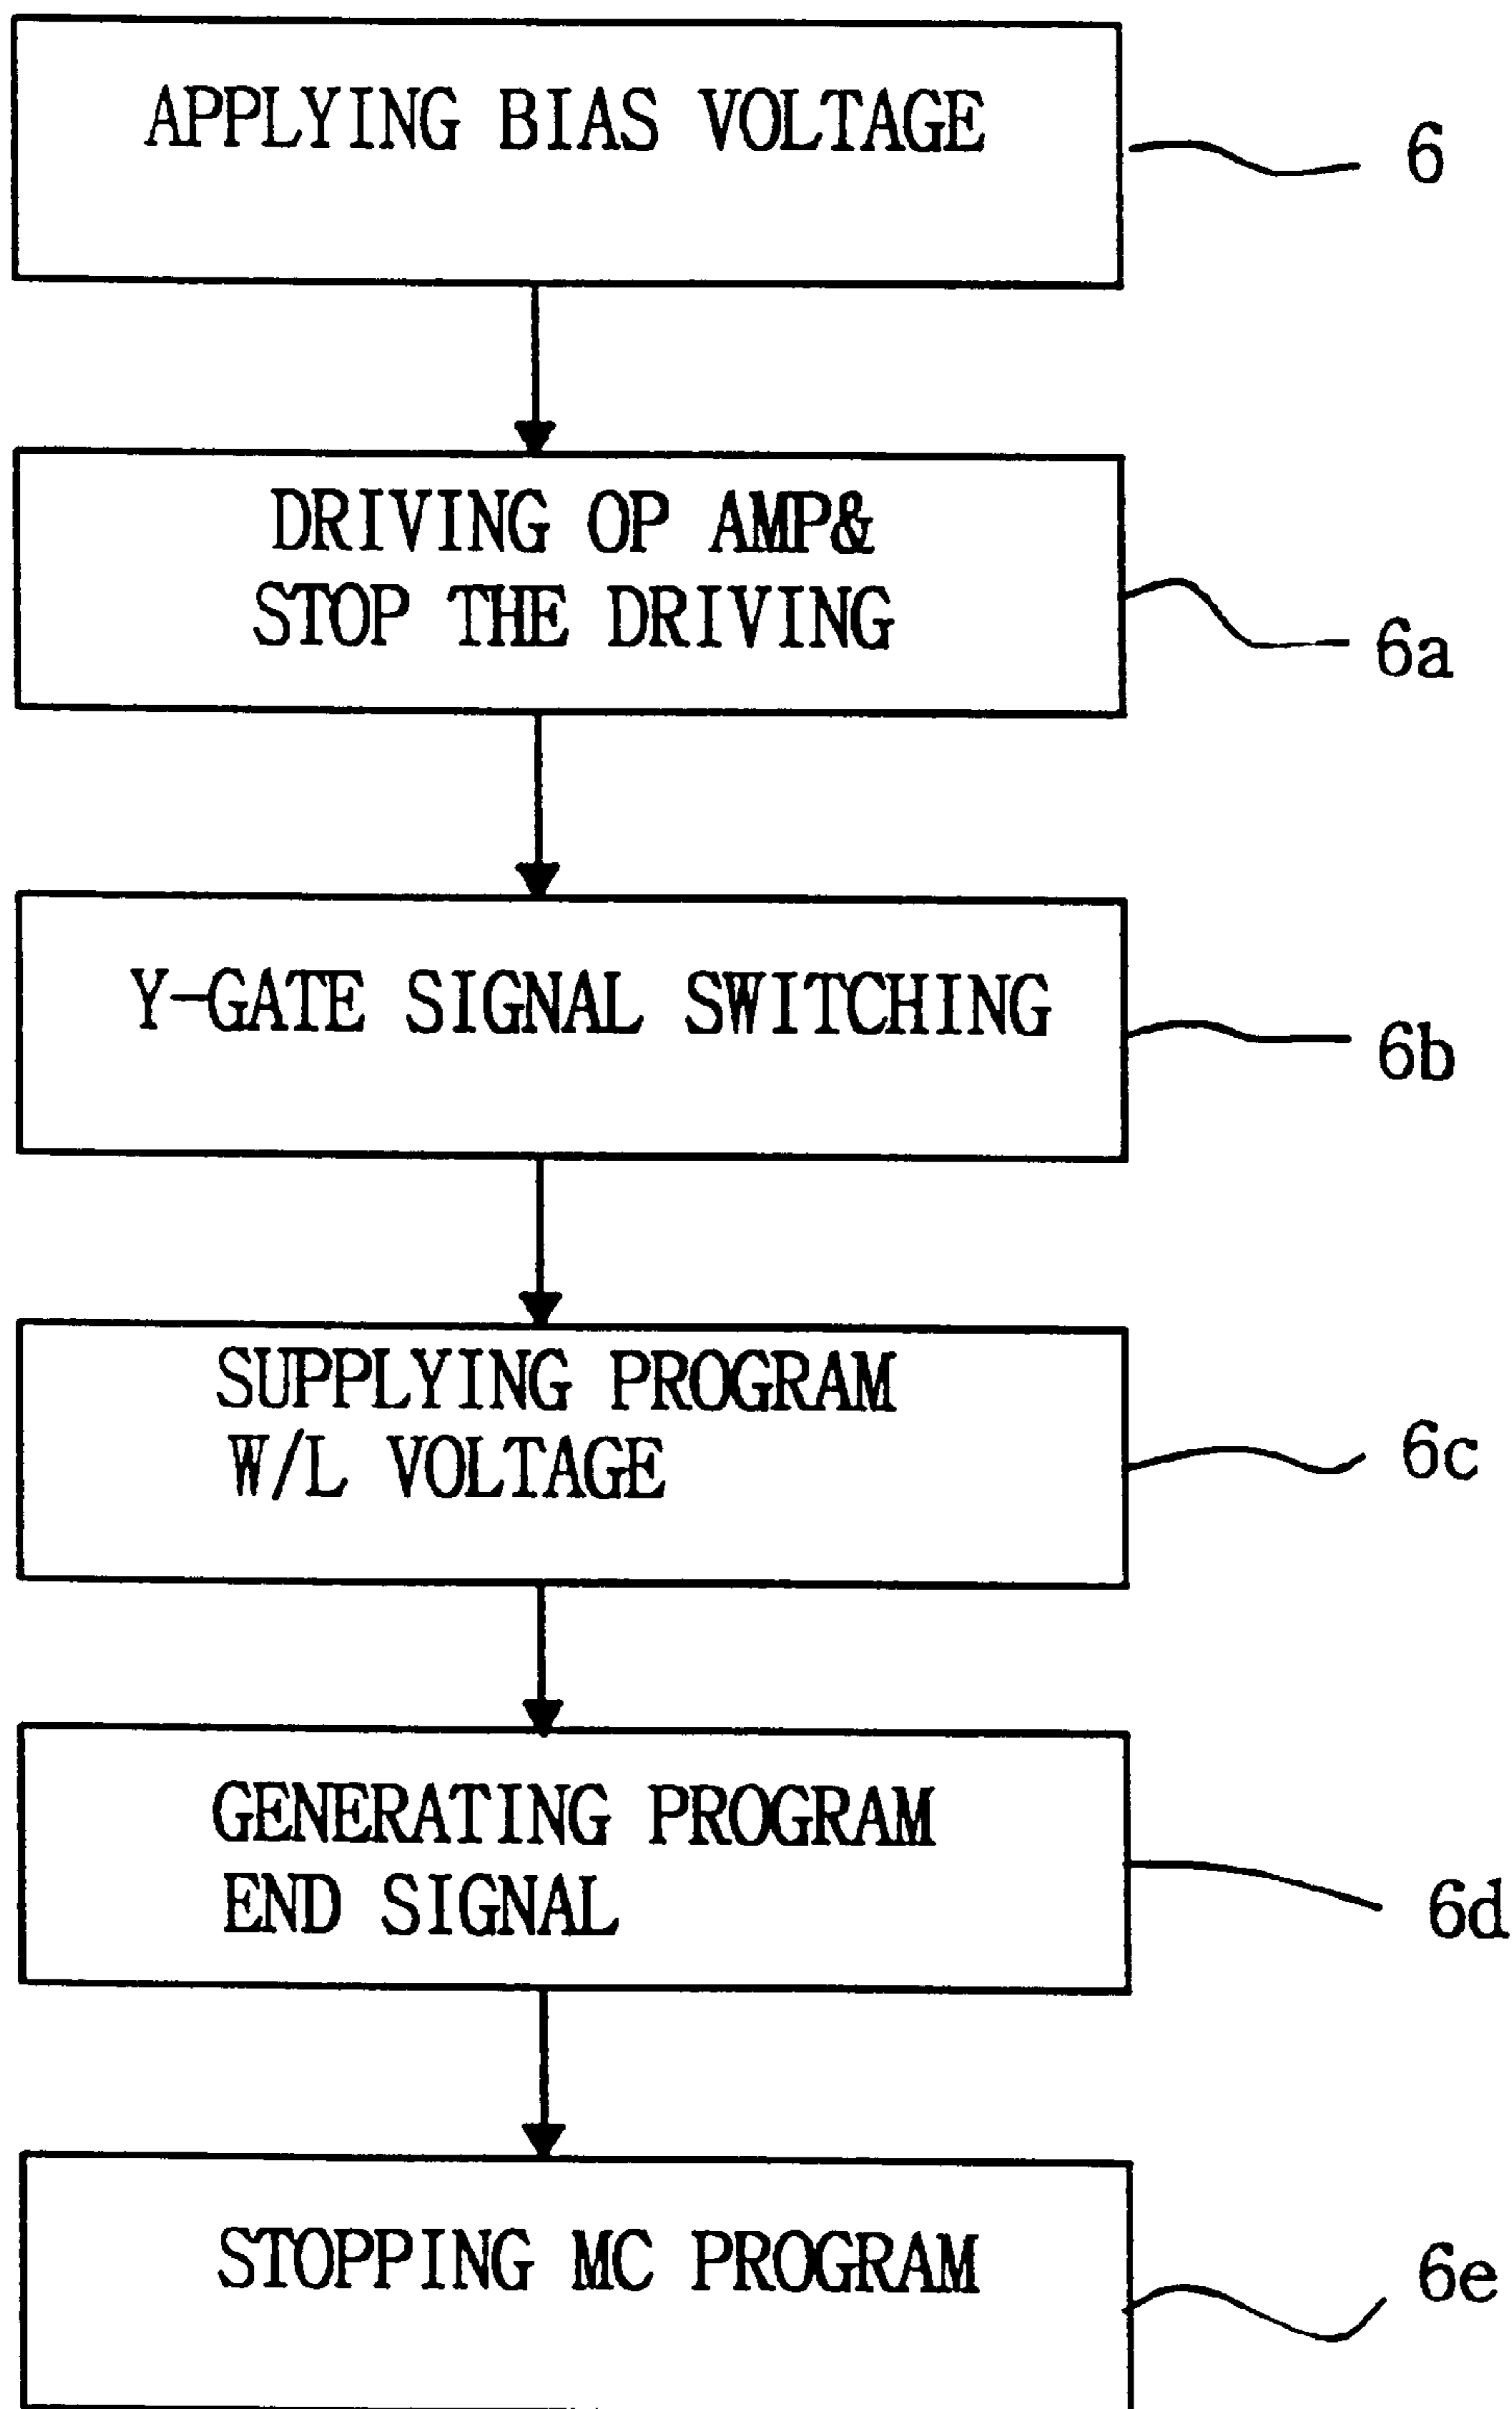 APPLYING BIAS VOLTAGE
6
DRIVING OP AMP&
STOP THE DRIVING
6a
Y-GATE SIGNAL SWITCHING
6b
SUPPLYING PROGRAM
W/L VOLTAGE
6c
GENERATING PROGRAM
END SIGNAL
6d
STOPPING MC PROGRAM
6e